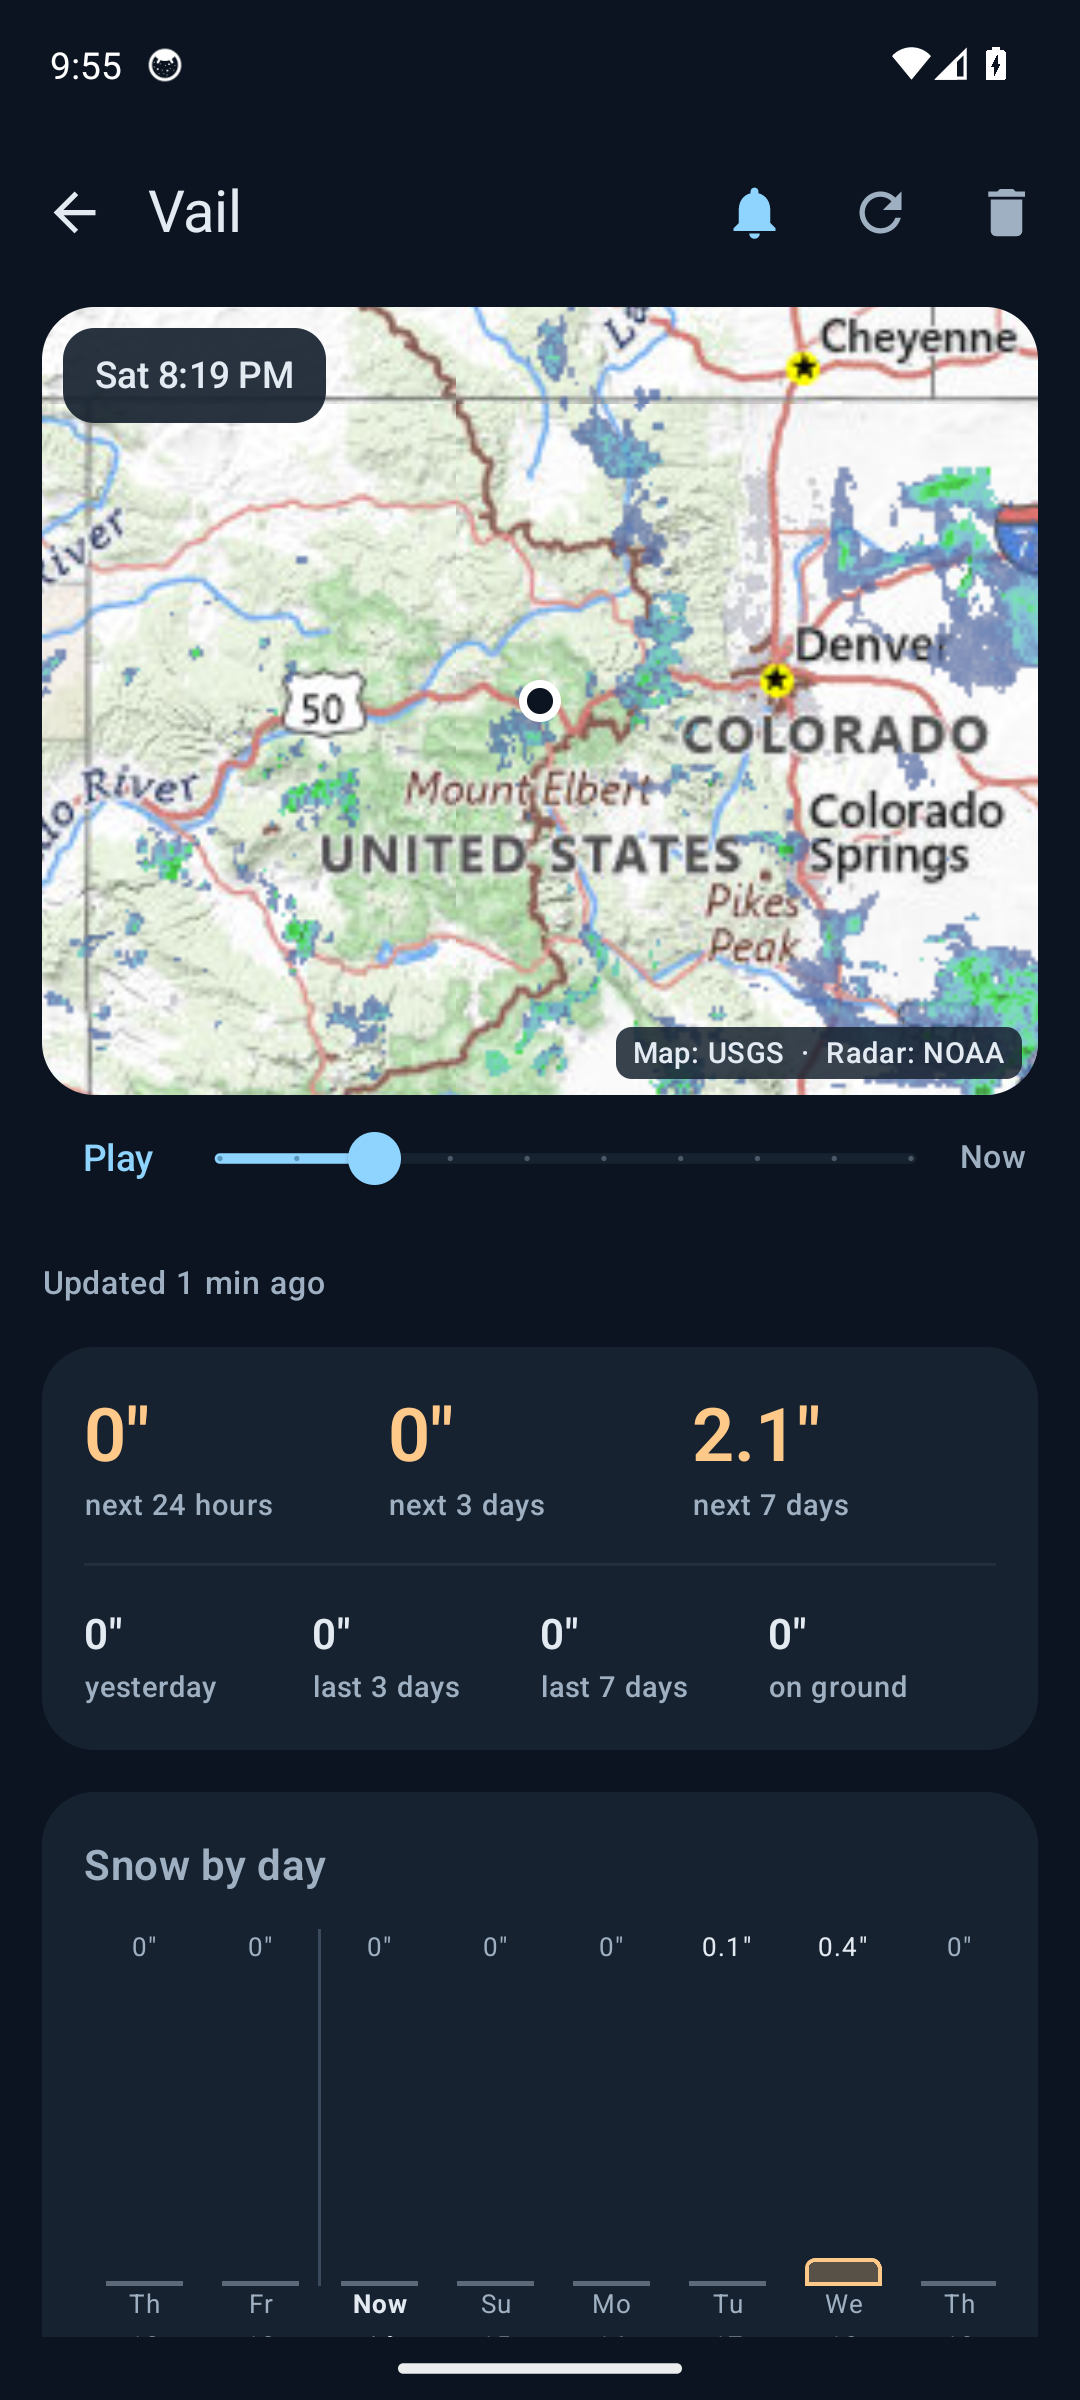 9:55
Vail
Sat 8:19 PM
Cheyenne
River
Denver
50
COLORADO
River
Mount Elbert
Colorado
Springs
UNITED STATES
Pikes
Peak
Map: USGS · Radar: NOAA
Play
Now
Updated 1 min ago
0" 0" 2.1"
next 24 hours next 3 days next 7 days
0" 0" 0" 0"
yesterday last 3 days last 7 days on ground
Snow by day
0" 0" 0" 0" 0" 0.1" 0.4" 0"
Th Fr Now Su Mo Tu We Th